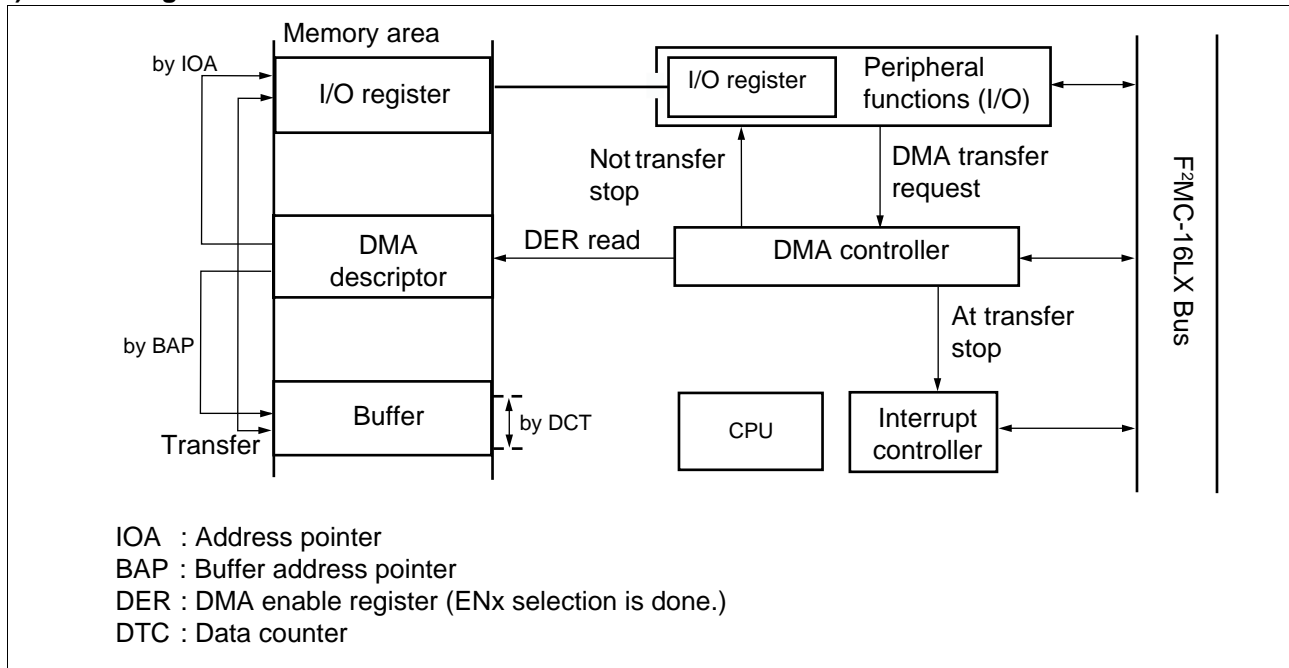 Memory area
by IOA
I/O register
I/O register
Peripheral
functions (I/O)
Not transfer
stop
DMA transfer
request
F²MC-16LX Bus
DMA
descriptor
DER read
DMA controller
by BAP
At transfer
stop
Buffer
by DCT
Transfer
CPU
Interrupt
controller
IOA : Address pointer
BAP : Buffer address pointer
DER : DMA enable register (ENx selection is done.)
DTC : Data counter